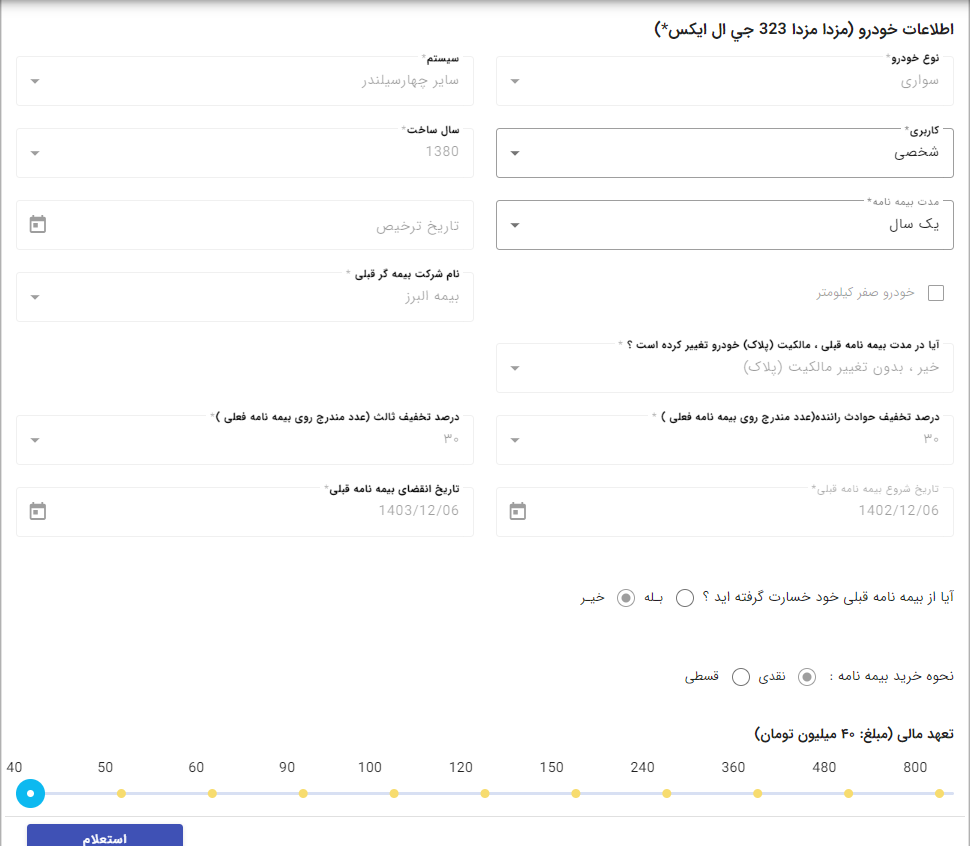 اطلاعات خودرو (مزدا مزدا 323 جي ال ايکس*)
نوع خودرو*
سواری
سیستم*
سایر چهارسیلندر
کاربری*
شخصی
سال ساخت*
1380
مدت بیمه نامه*
یک سال
تاریخ ترخیص
خودرو صفر کیلومتر
نام شرکت بیمه گر قبلی *
بیمه البرز
آیا در مدت بیمه نامه قبلی ، مالکیت (پلاک) خودرو تغییر کرده است ؟ *
خیر ، بدون تغییر مالکیت (پلاک)
درصد تخفیف حوادث راننده(عدد مندرج روی بیمه نامه فعلی ) *
۳۰
درصد تخفیف ثالث (عدد مندرج روی بیمه نامه فعلی )*
۳۰
تاریخ شروع بیمه نامه قبلی*
1402/12/06
تاریخ انقضای بیمه نامه قبلی*
1403/12/06
آیا از بیمه نامه قبلی خود خسارت گرفته اید ؟ بـله خیـر
نحوه خرید بیمه نامه : نقدی قسطی
تعهد مالی (مبلغ: ۴۰ میلیون تومان)
40 50 60 90 100 120 150 240 360 480 800
استعلام